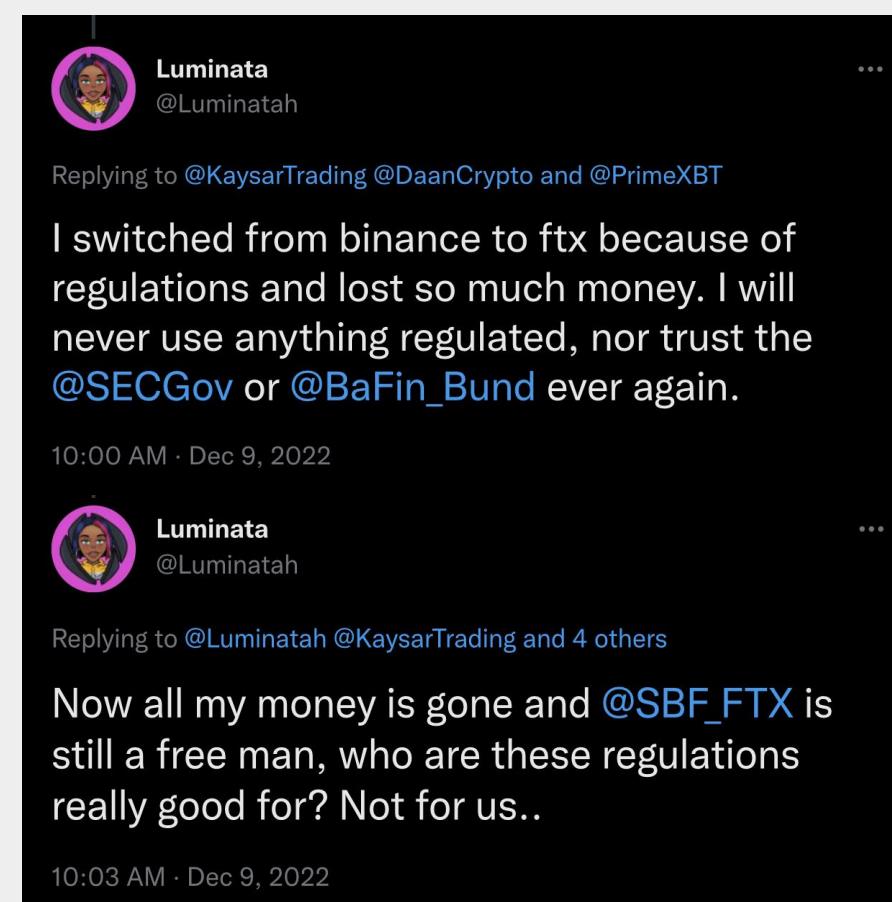 Luminata
@Luminatah
Replying to @KaysarTrading @DaanCrypto and @PrimeXBT
I switched from binance to ftx because of
regulations and lost so much money. I will
never use anything regulated, nor trust the
@SECGov or @BaFin_Bund ever again.
10:00 AM · Dec 9, 2022
Luminata
@Luminatah
Replying to @Luminatah @KaysarTrading and 4 others
Now all my money is gone and @SBF_FTX is
still a free man, who are these regulations
really good for? Not for us..
10:03 AM · Dec 9, 2022